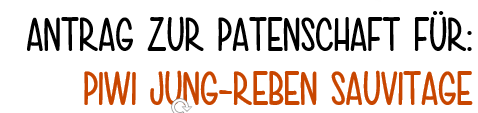 ANTRAG ZUR PATENSCHAFT FÜR:
PIWI JUNG-REBEN SAUVITAGE